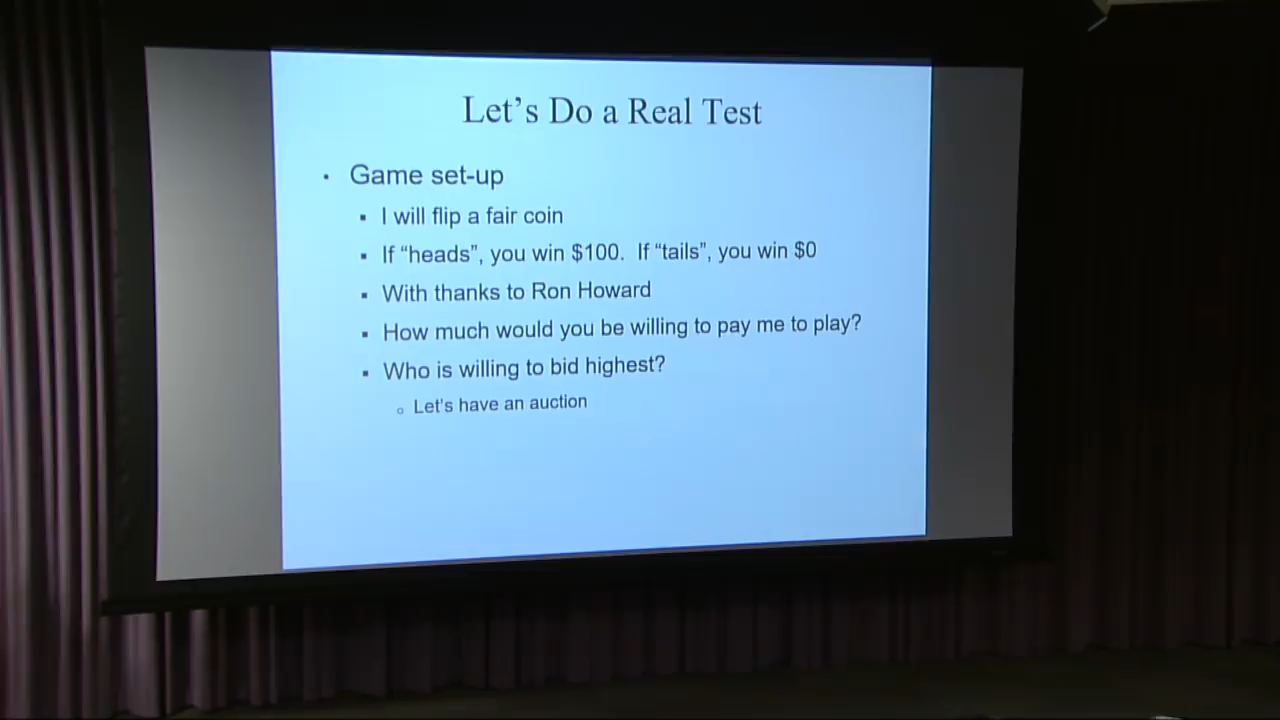 Let's Do a Real Test
• Game set-up
▪ I will flip a fair coin
▪ If “heads”, you win $100. If “tails”, you win $0
▪ With thanks to Ron Howard
▪ How much would you be willing to pay me to play?
▪ Who is willing to bid highest?
○ Let's have an auction